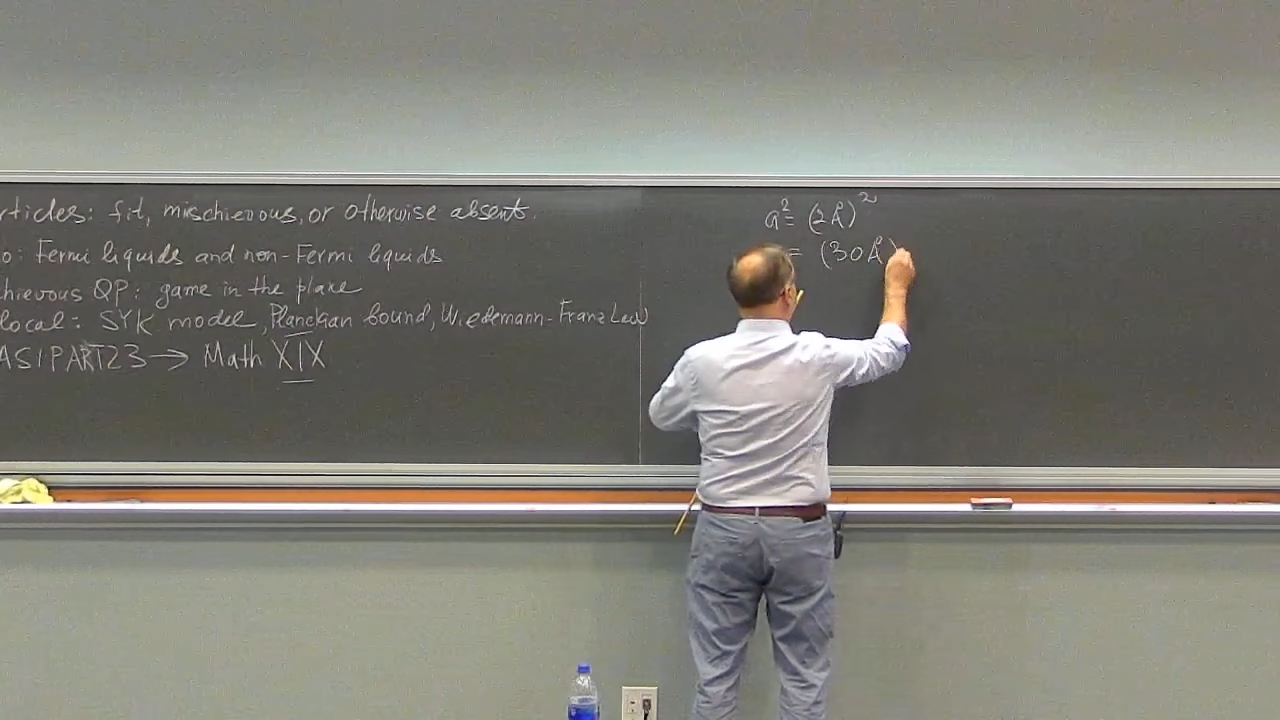 rticles: fit, mischievous, or otherwise absent.
o: Fermi liquids and non-Fermi liquids
chievous QP: game in the plane
local: SYK model, Planckian bound, Wiedemann-Franz Law
ASIPART23 → Math XIX
a² = (2Å)²
= (30Å)